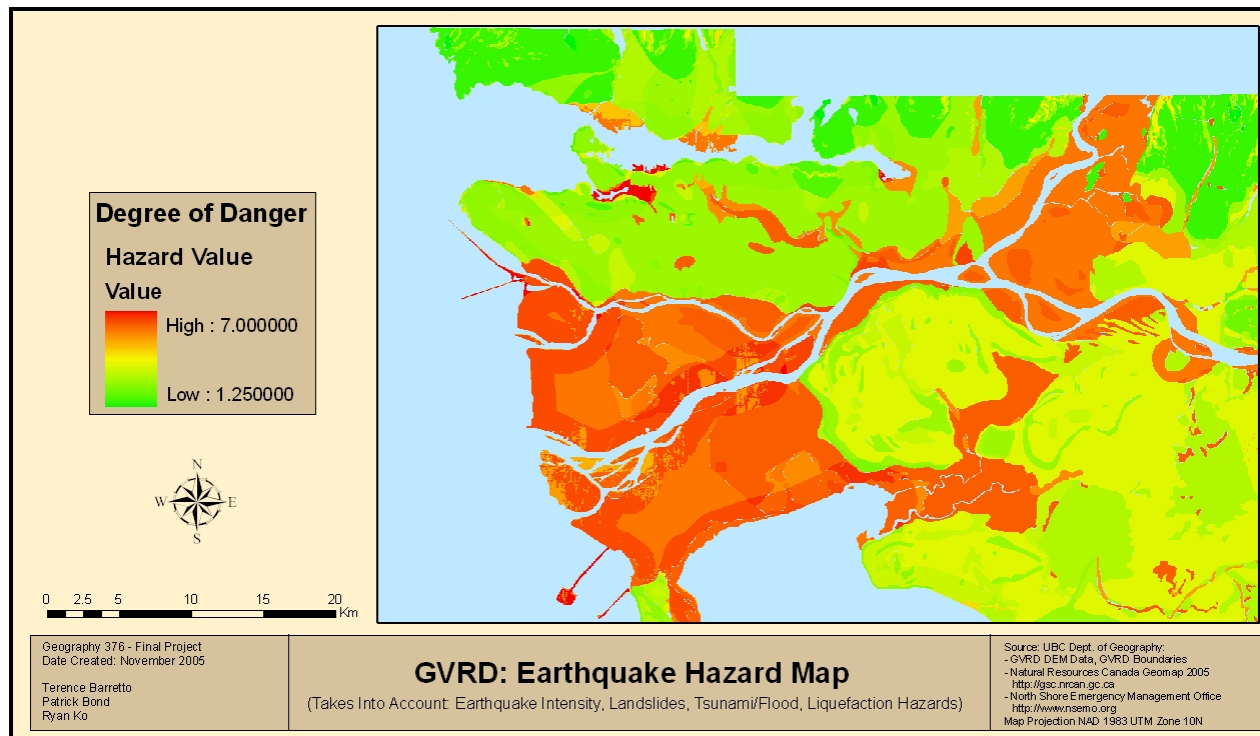 Degree of Danger
Hazard Value
Value
High : 7.000000
Low : 1.250000
N
W E
S
0 2.5 5 10 15 20
Km
Geography 376 - Final Project
Date Created: November 2005
Terence Barretto
Patrick Bond
Ryan Ko
GVRD: Earthquake Hazard Map
(Takes Into Account: Earthquake Intensity, Landslides, Tsunami/Flood, Liquefaction Hazards)
Source: UBC Dept. of Geography:
- GVRD DEM Data, GVRD Boundaries
- Natural Resources Canada Geomap 2005
http://gsc.nrcan.gc.ca
- North Shore Emergency Management Office
http://www.nsemo.org
Map Projection NAD 1983 UTM Zone 10N